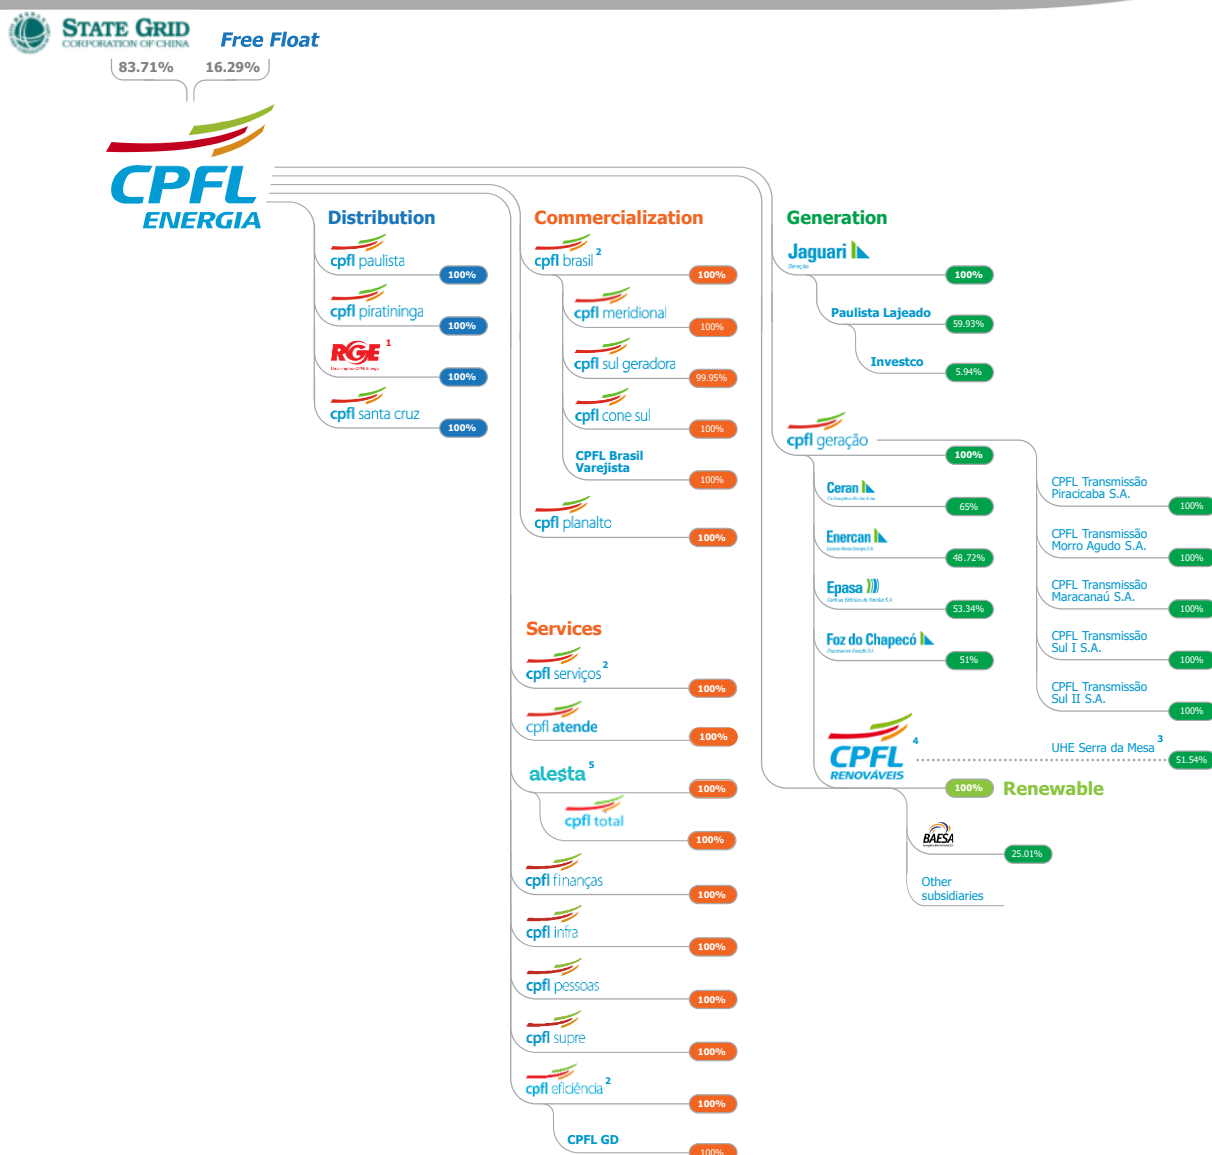 STATE GRID
CORPORATION OF CHINA
Free Float
83.71%
16.29%
CPFL
ENERGIA
Distribution
cpfl paulista
100%
cpfl piratininga
100%
RGE 1
Uma empresa CPFL Energia
100%
cpfl santa cruz
100%
Commercialization
cpfl brasil 2
100%
cpfl meridional
100%
cpfl sul geradora
99.95%
cpfl cone sul
100%
CPFL Brasil
Varejista
100%
cpfl planalto
100%
Services
cpfl serviços 2
100%
cpfl atende
100%
alesta 5
100%
cpfl total
100%
cpfl finanças
100%
cpfl infra
100%
cpfl pessoas
100%
cpfl supre
100%
cpfl eficiência 2
100%
CPFL GD
100%
Generation
Jaguari
Geração
100%
Paulista Lajeado
59.93%
Investco
5.94%
cpfl geração
100%
Ceran
65%
Enercan
48.72%
Epasa
53.34%
Foz do Chapecó
51%
CPFL Transmissão
Piracicaba S.A.
100%
CPFL Transmissão
Morro Agudo S.A.
100%
CPFL Transmissão
Maracanaú S.A.
100%
CPFL Transmissão
Sul I S.A.
100%
CPFL Transmissão
Sul II S.A.
100%
CPFL 4
RENOVÁVEIS
UHE Serra da Mesa 3
51.54%
100%
Renewable
BAESA
25.01%
Other
subsidiaries